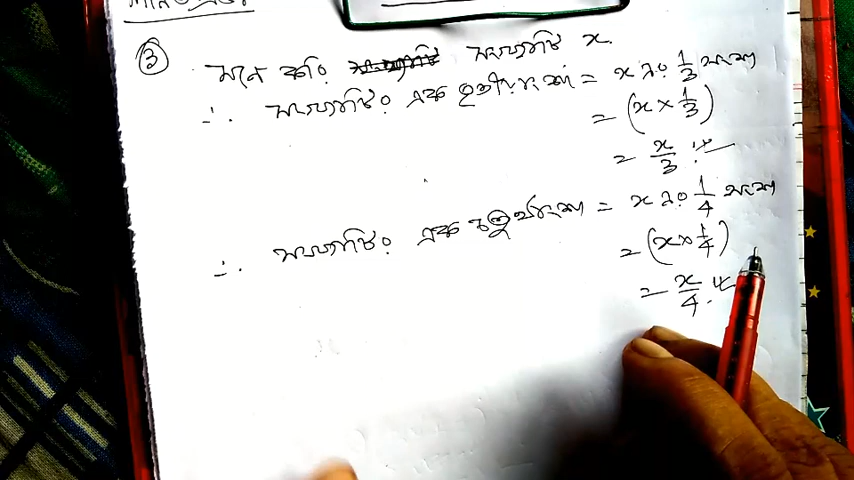 ③ মনে করি সংখ্যাটি x.
∴ সংখ্যাটির এক তৃতীয়াংশ = x এর 1/3 অংশ
= (x × 1/3)
= x/3
∴ সংখ্যাটির এক চতুর্থাংশ = x এর 1/4 অংশ
= (x × 1/4)
= x/4